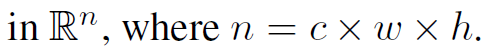 in ℝⁿ, where n = c × w × h.